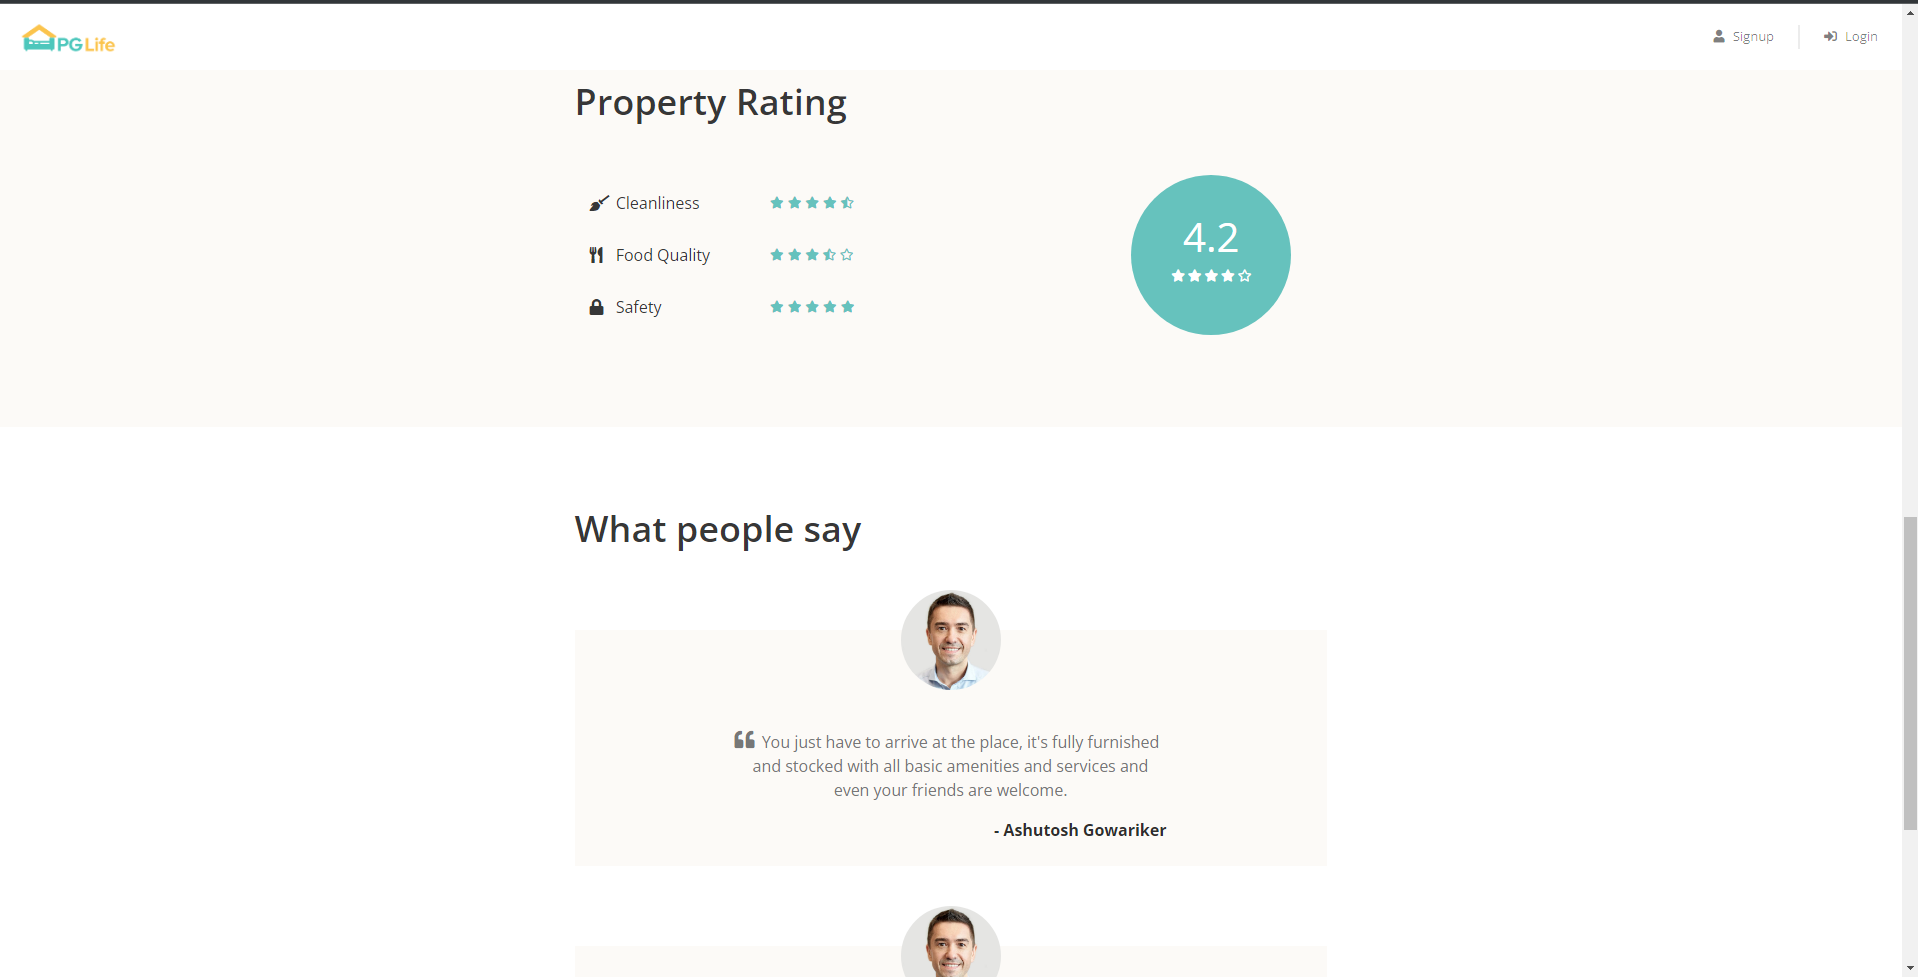 PG Life
Signup
Login
Property Rating
Cleanliness
Food Quality
Safety
4.2
What people say
You just have to arrive at the place, it's fully furnished
and stocked with all basic amenities and services and
even your friends are welcome.
- Ashutosh Gowariker